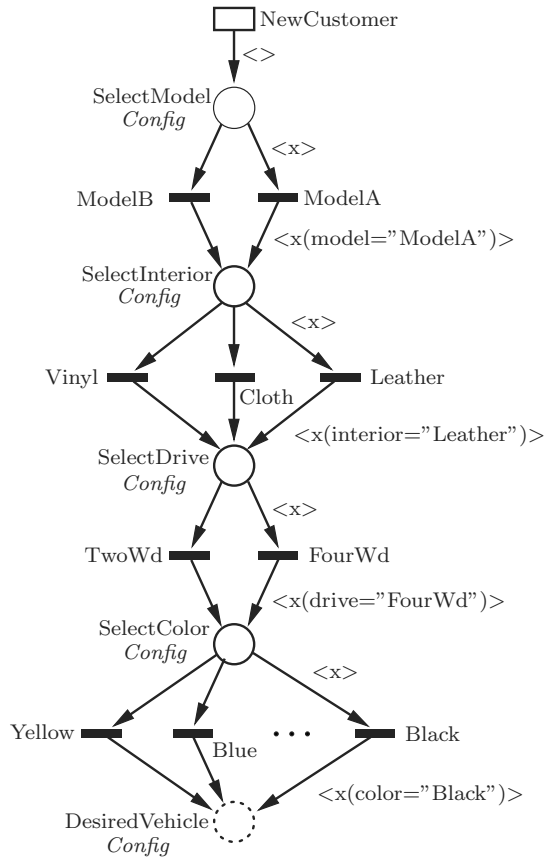 NewCustomer
<>
SelectModel
Config
<x>
ModelB
ModelA
<x(model=”ModelA”)>
SelectInterior
Config
<x>
Vinyl
Cloth
Leather
<x(interior=”Leather”)>
SelectDrive
Config
<x>
TwoWd
FourWd
<x(drive=”FourWd”)>
SelectColor
Config
<x>
Yellow
Blue
• • •
Black
<x(color=”Black”)>
DesiredVehicle
Config